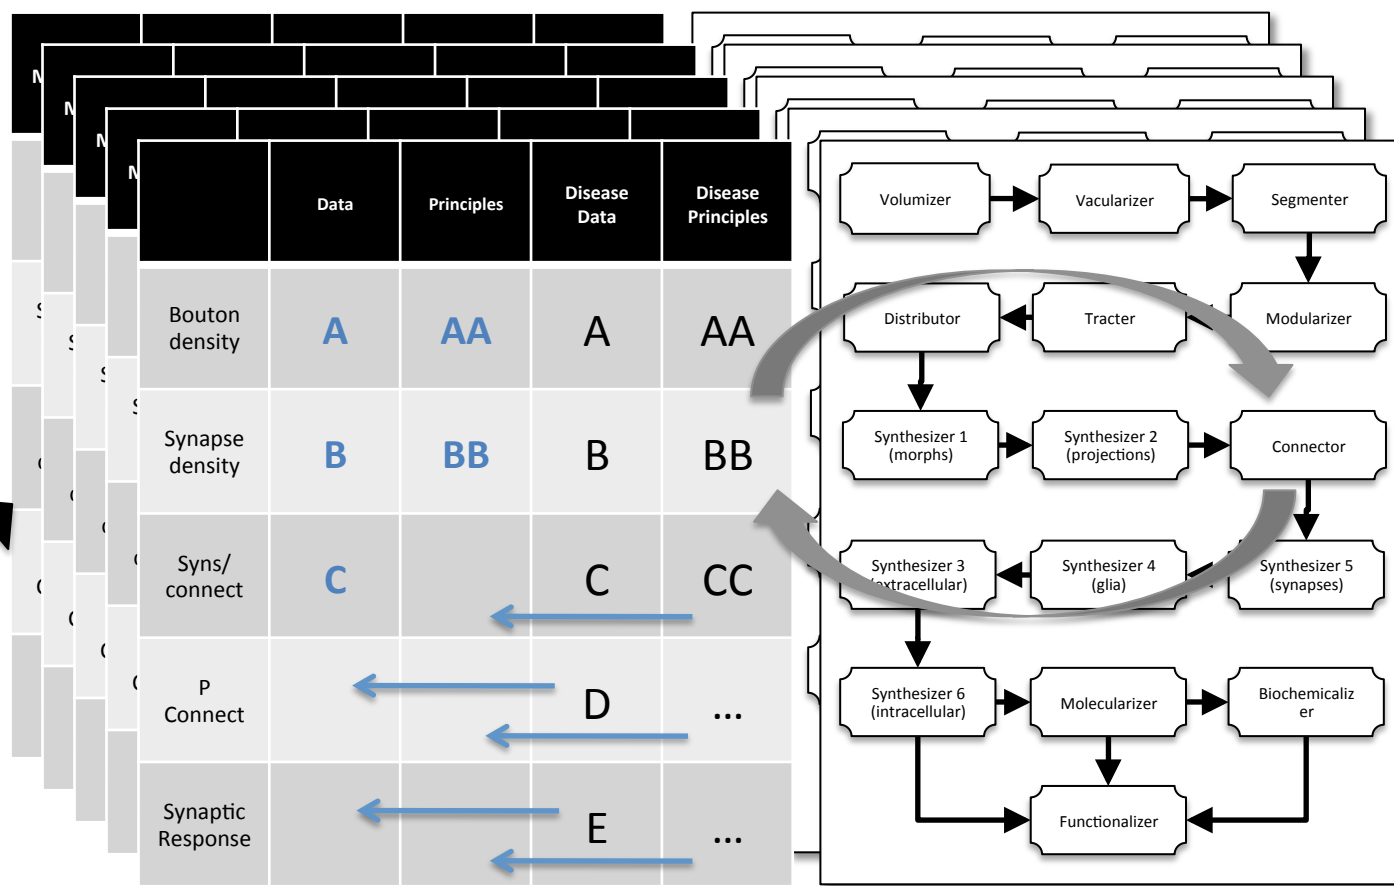 Data
Principles
Disease
Data
Disease
Principles
Bouton
density
A
AA
A
AA
Synapse
density
B
BB
B
BB
Syns/
connect
C
C
CC
P
Connect
D
...
Synaptic
Response
E
...
Volumizer
Vacularizer
Segmenter
Distributor
Tracter
Modularizer
Synthesizer 1
(morphs)
Synthesizer 2
(projections)
Connector
Synthesizer 3
(extracellular)
Synthesizer 4
(glia)
Synthesizer 5
(synapses)
Synthesizer 6
(intracellular)
Molecularizer
Biochemicaliz
er
Functionalizer